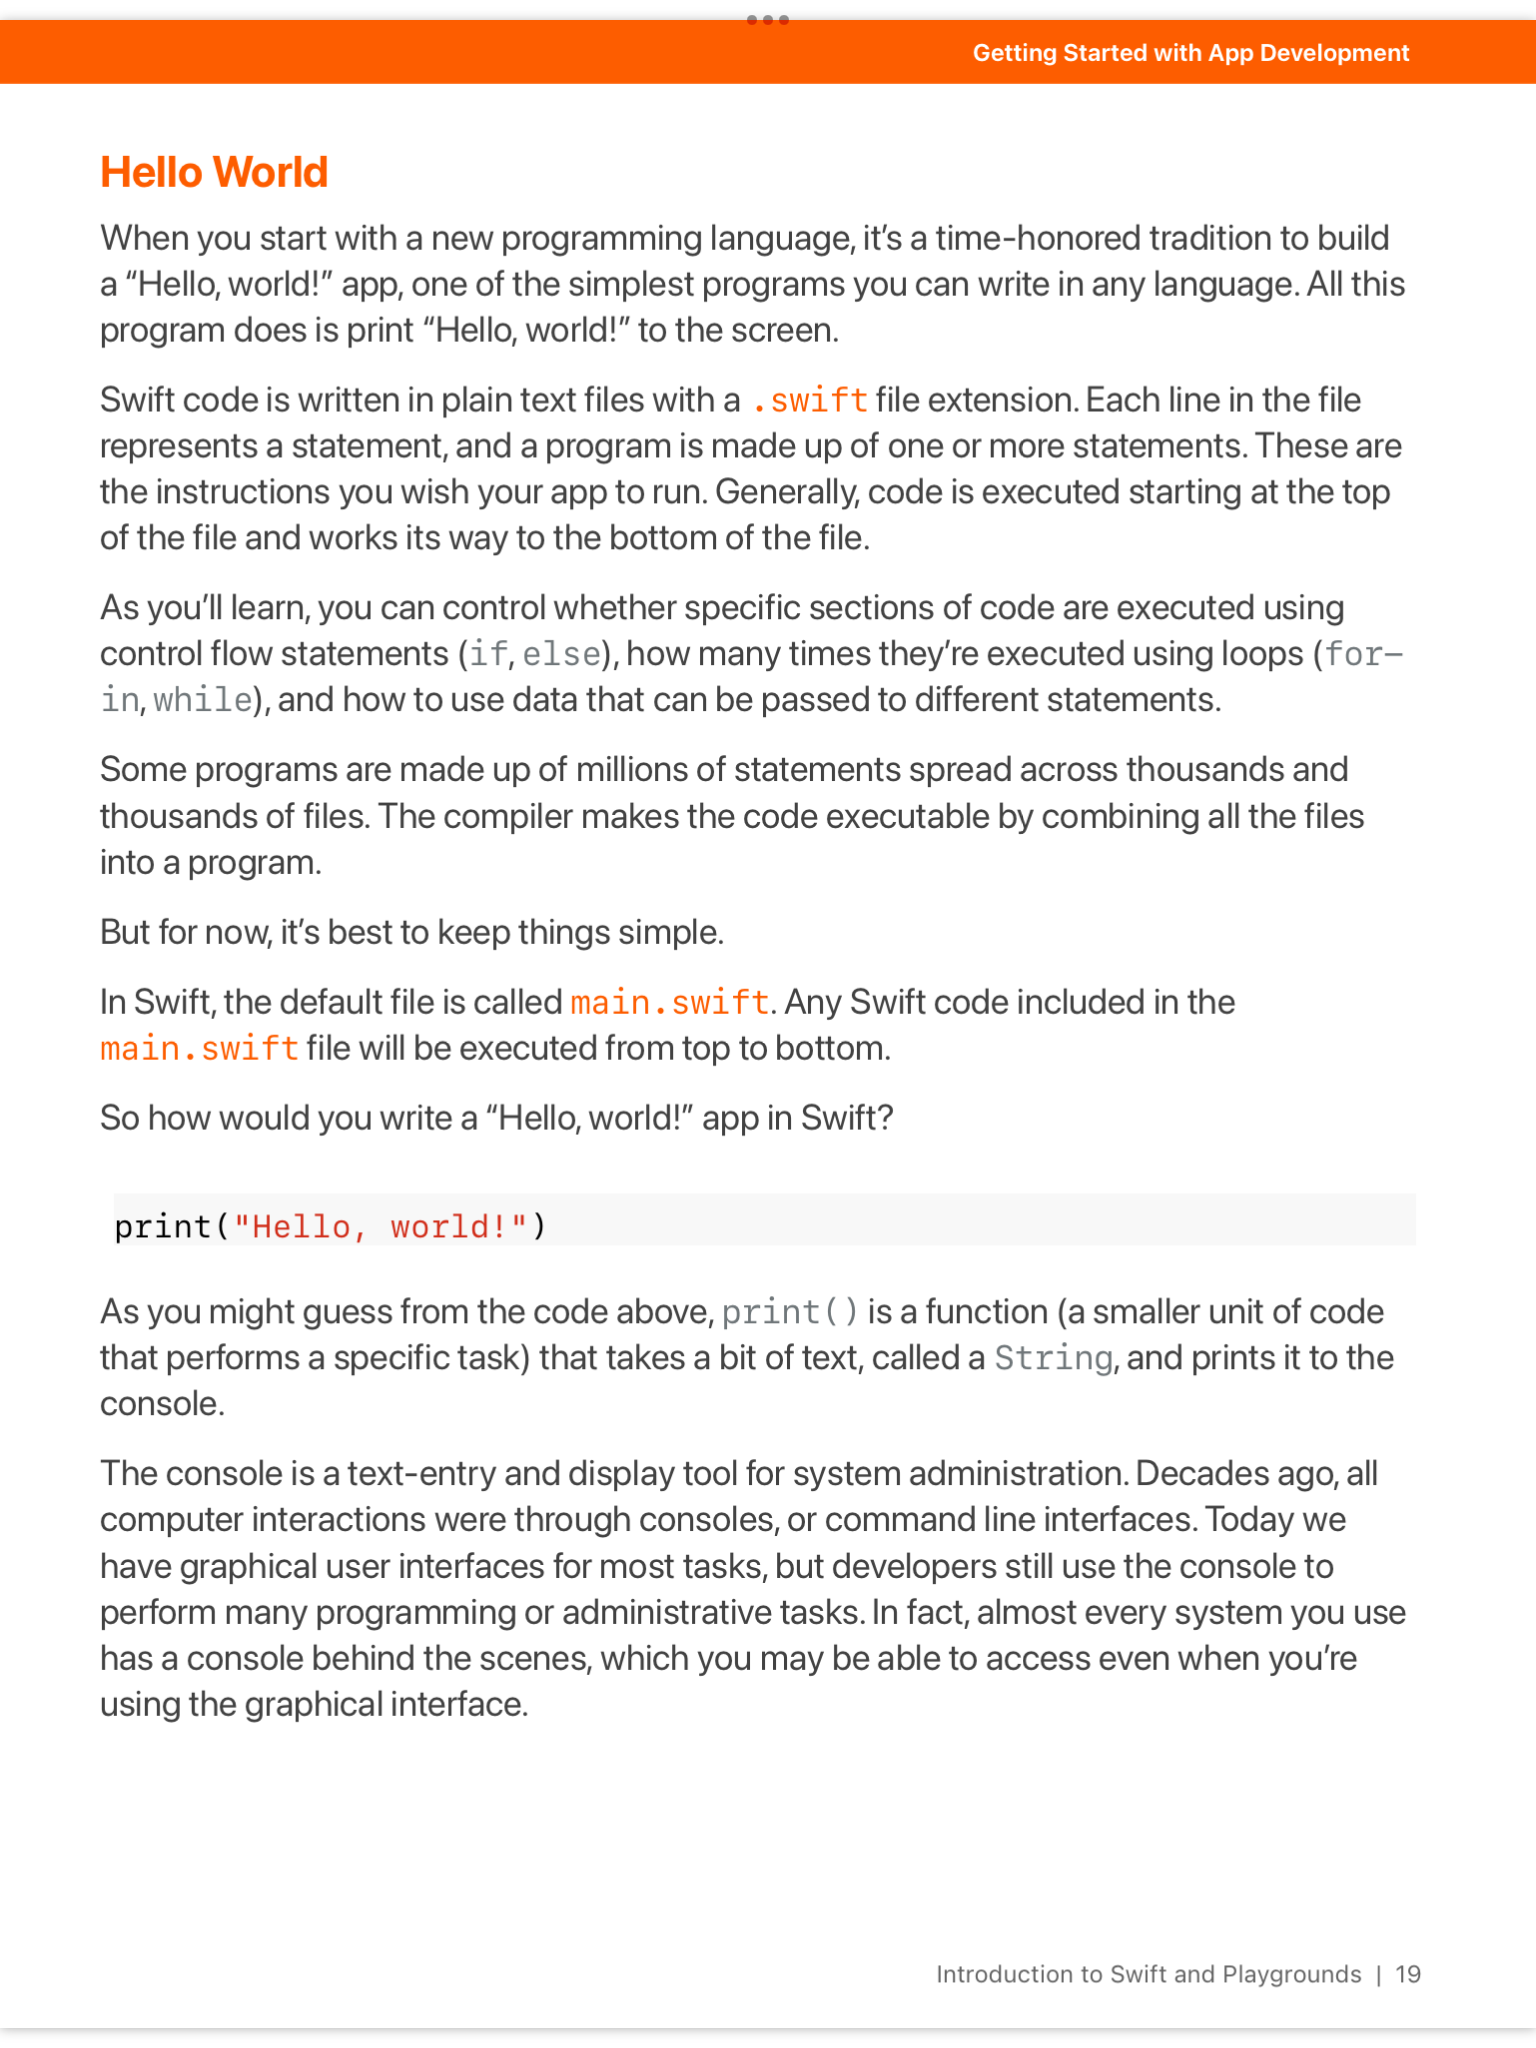 Getting Started with App Development
Hello World
When you start with a new programming language, it’s a time-honored tradition to build
a “Hello, world!” app, one of the simplest programs you can write in any language. All this
program does is print “Hello, world!” to the screen.
Swift code is written in plain text files with a .swift file extension. Each line in the file
represents a statement, and a program is made up of one or more statements. These are
the instructions you wish your app to run. Generally, code is executed starting at the top
of the file and works its way to the bottom of the file.
As you’ll learn, you can control whether specific sections of code are executed using
control flow statements (if, else), how many times they’re executed using loops (for-
in, while), and how to use data that can be passed to different statements.
Some programs are made up of millions of statements spread across thousands and
thousands of files. The compiler makes the code executable by combining all the files
into a program.
But for now, it’s best to keep things simple.
In Swift, the default file is called main.swift. Any Swift code included in the
main.swift file will be executed from top to bottom.
So how would you write a “Hello, world!” app in Swift?
print("Hello, world!")
As you might guess from the code above, print() is a function (a smaller unit of code
that performs a specific task) that takes a bit of text, called a String, and prints it to the
console.
The console is a text-entry and display tool for system administration. Decades ago, all
computer interactions were through consoles, or command line interfaces. Today we
have graphical user interfaces for most tasks, but developers still use the console to
perform many programming or administrative tasks. In fact, almost every system you use
has a console behind the scenes, which you may be able to access even when you’re
using the graphical interface.
Introduction to Swift and Playgrounds | 19